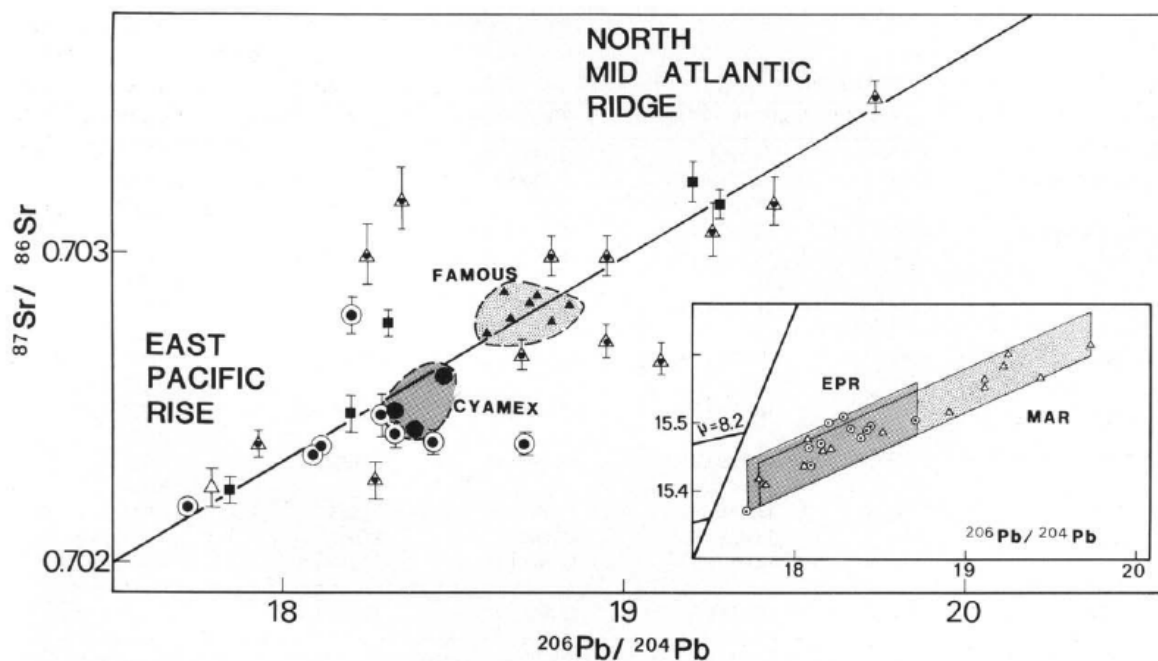 NORTH
MID ATLANTIC
RIDGE
87Sr/ 86Sr
0.703
0.702
FAMOUS
EAST
PACIFIC
RISE
CYAMEX
EPR
MAR
μ=8.2
15.5
15.4
206Pb/ 204Pb
18
19
20
18
19
20
206Pb/ 204Pb